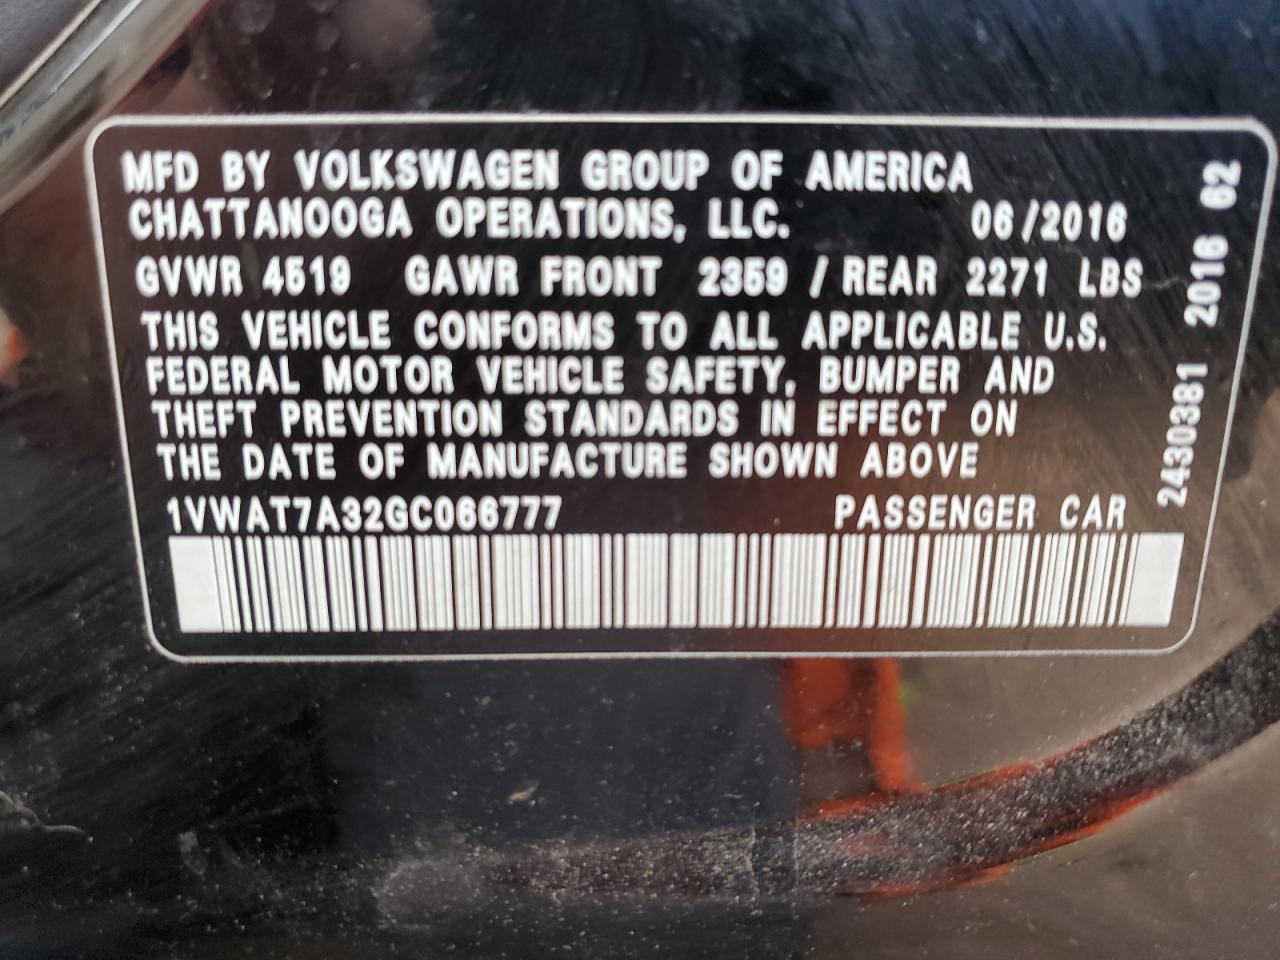 MFD BY VOLKSWAGEN GROUP OF AMERICA
CHATTANOOGA OPERATIONS, LLC. 06/2016
GVWR 4519 GAWR FRONT 2359 / REAR 2271 LBS
THIS VEHICLE CONFORMS TO ALL APPLICABLE U.S.
FEDERAL MOTOR VEHICLE SAFETY, BUMPER AND
THEFT PREVENTION STANDARDS IN EFFECT ON
THE DATE OF MANUFACTURE SHOWN ABOVE
1VWAT7A32GC066777 PASSENGER CAR
2430381 2016 62